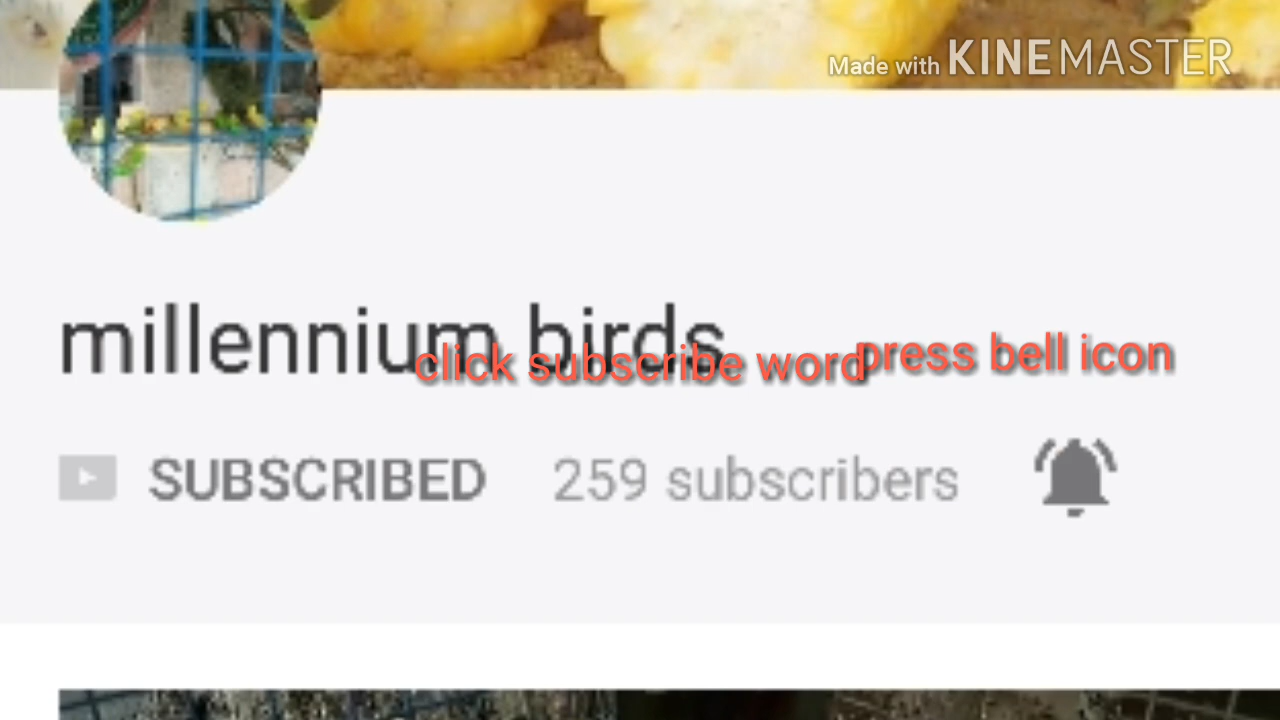 Made with KINEMASTER
millennium birds
click subscribe word
press bell icon
SUBSCRIBED
259 subscribers